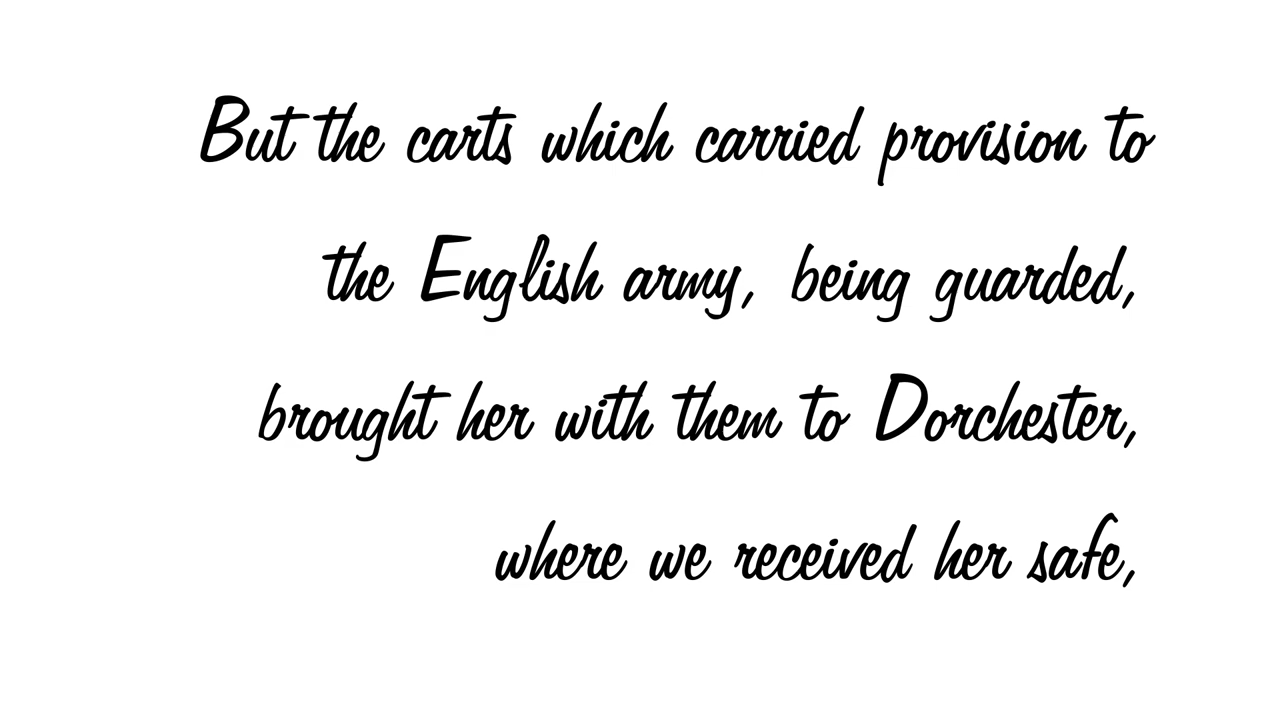 But the carts which carried provision to
the English army, being guarded,
brought her with them to Dorchester,
where we received her safe,